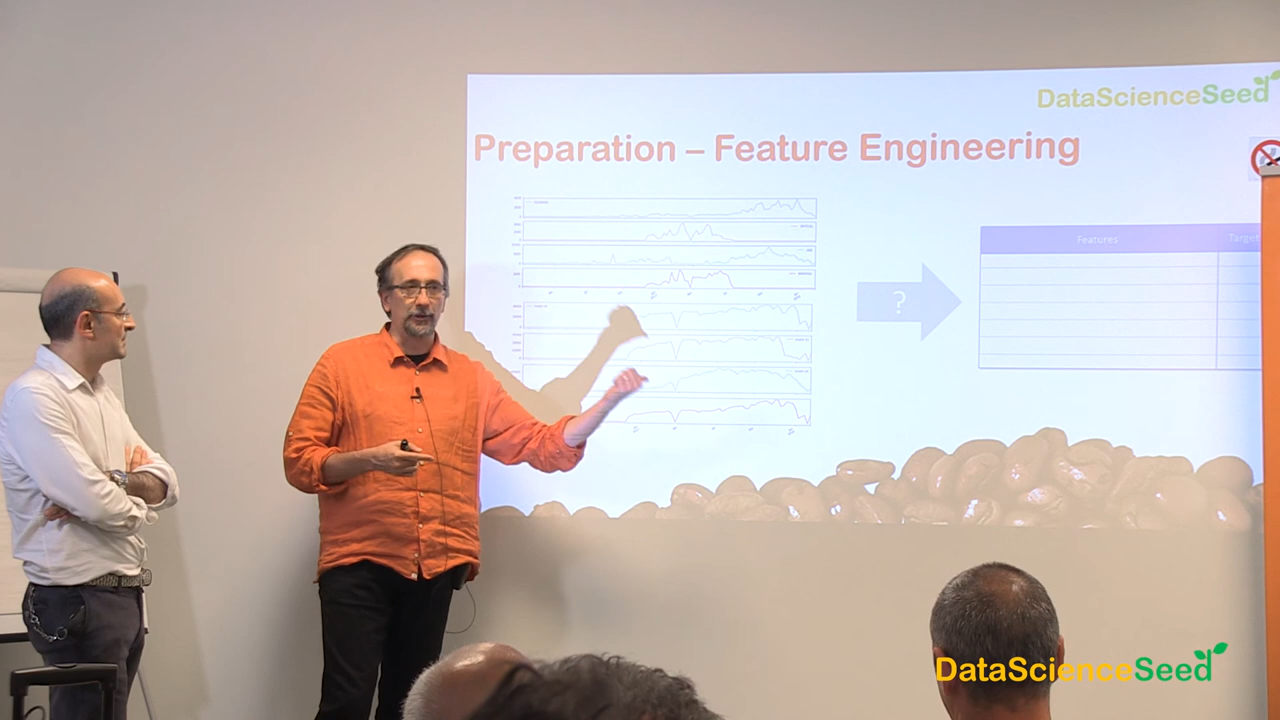 DataScienceSeed
Preparation – Feature Engineering
Features
Target
?
DataScienceSeed